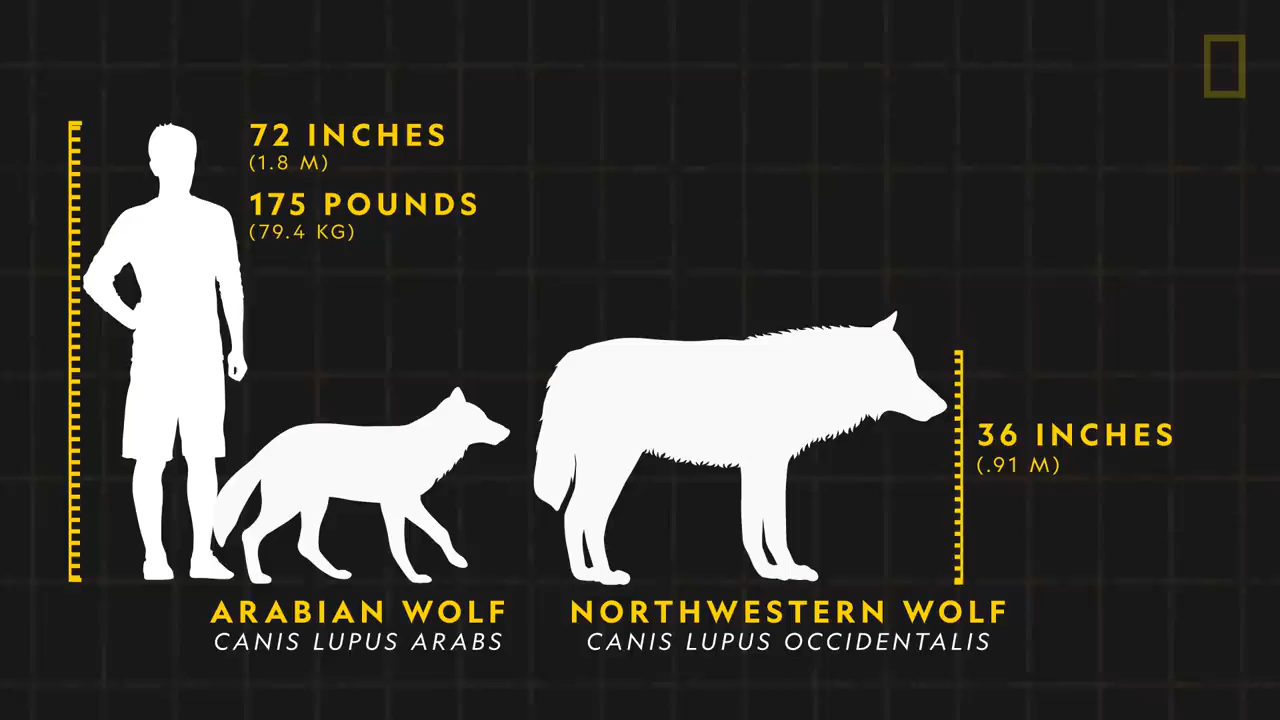 72 INCHES
(1.8 M)
175 POUNDS
(79.4 KG)
36 INCHES
(.91 M)
ARABIAN WOLF
CANIS LUPUS ARABS
NORTHWESTERN WOLF
CANIS LUPUS OCCIDENTALIS